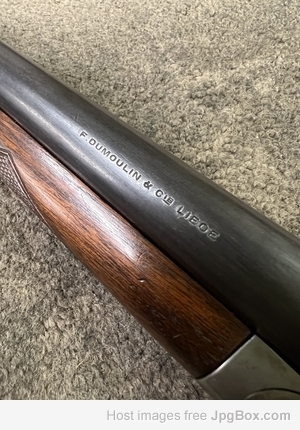 F. DUMOULIN & CIE LIEGE
Host images free JpgBox.com